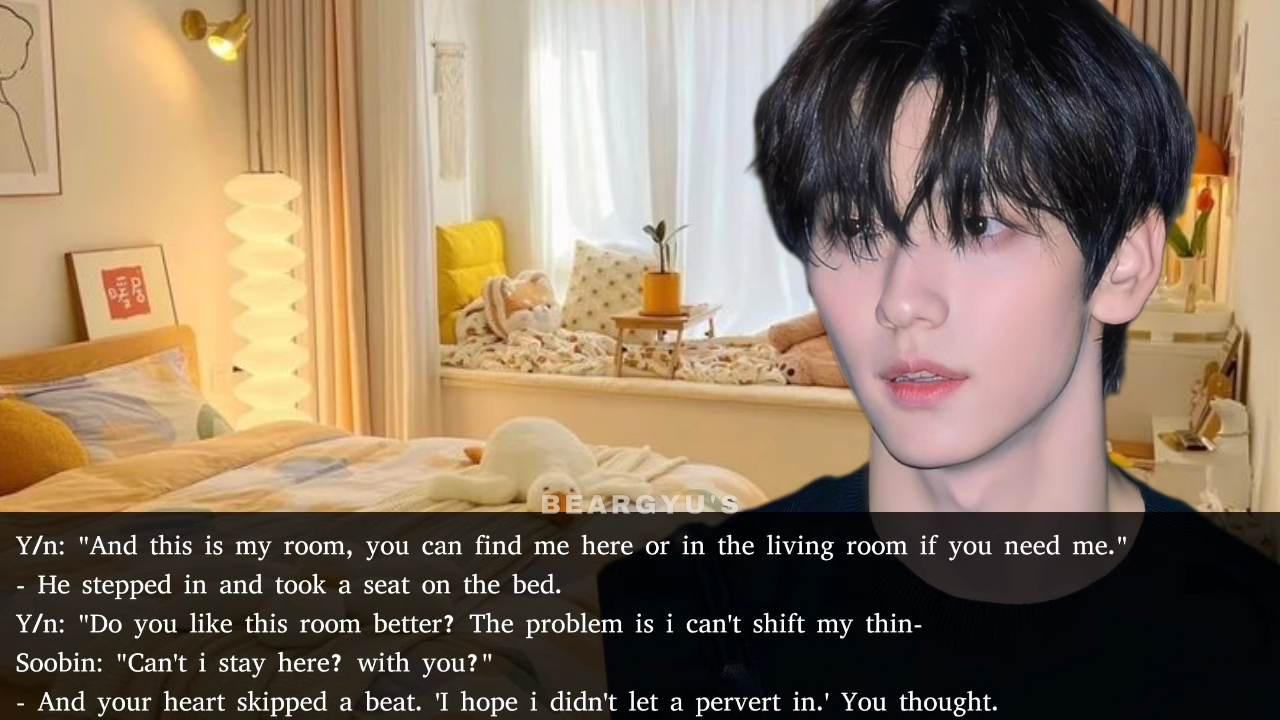 BEARGYU'S
Y/n: "And this is my room, you can find me here or in the living room if you need me."
- He stepped in and took a seat on the bed.
Y/n: "Do you like this room better? The problem is i can't shift my thin-
Soobin: "Can't i stay here? with you?"
- And your heart skipped a beat. 'I hope i didn't let a pervert in.' You thought.